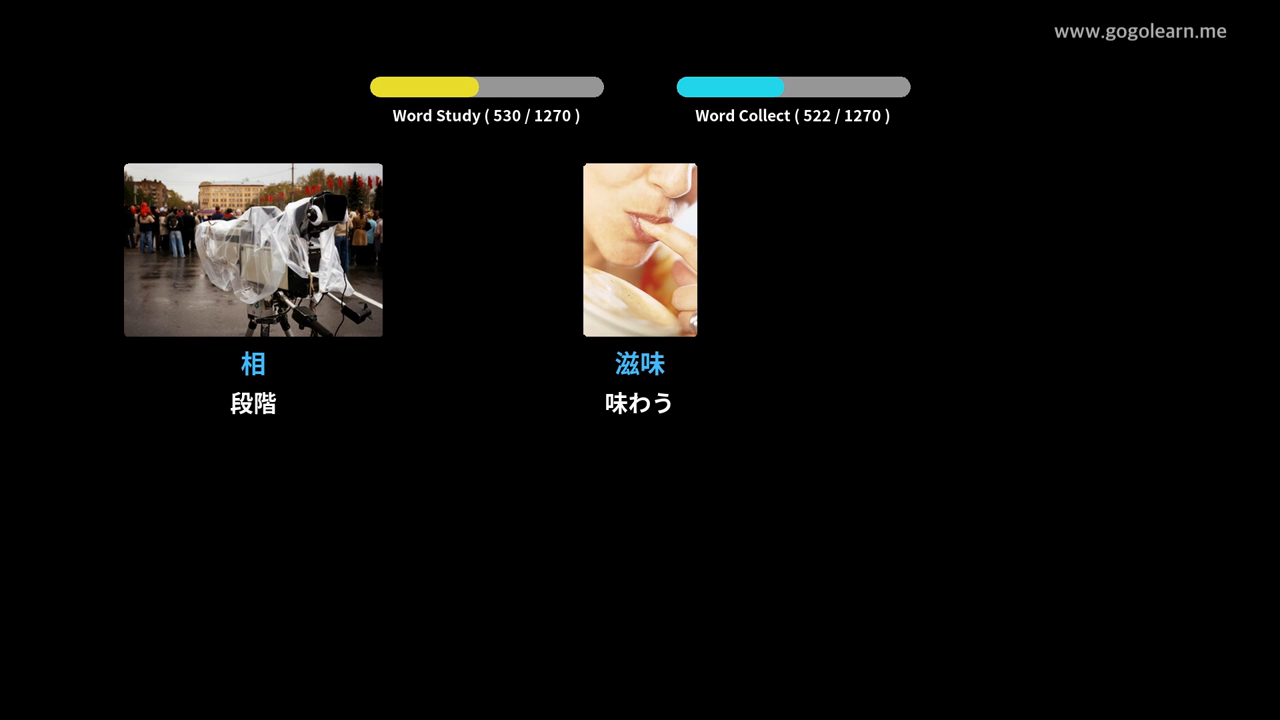 www.gogolearn.me
Word Study ( 530 / 1270 )
Word Collect ( 522 / 1270 )
相
段階
滋味
味わう